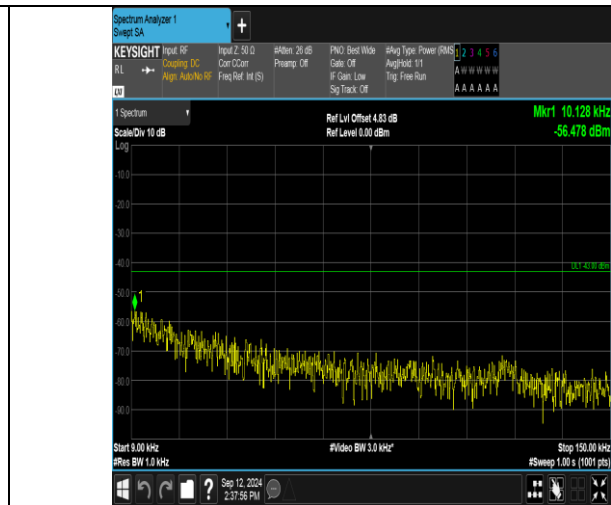 Spectrum Analyzer 1
Swept SA
+
KEYSIGHT Input: RF Input Z: 50 Ω #Atten: 26 dB PNO: Best Wide #Avg Type: Power (RMS 1 2 3 4 5 6
RL Coupling: DC Corr CCorr Preamp: Off Gate: Off Avg|Hold: 1/1 A W W W W W
Align: Auto/No RF Freq Ref: Int (S) IF Gain: Low Trig: Free Run
LXI Sig Track: Off A A A A A A
1 Spectrum Ref Lvl Offset 4.83 dB Mkr1 10.128 kHz
Scale/Div 10 dB Ref Level 0.00 dBm -56.478 dBm
Log
-10.0
-20.0
-30.0
-40.0
DL1 -43.00 dBm
-50.0
1
-60.0
-70.0
-80.0
-90.0
Start 9.00 kHz #Video BW 3.0 kHz* Stop 150.00 kHz
#Res BW 1.0 kHz #Sweep 1.00 s (1001 pts)
? Sep 12, 2024
2:37:56 PM